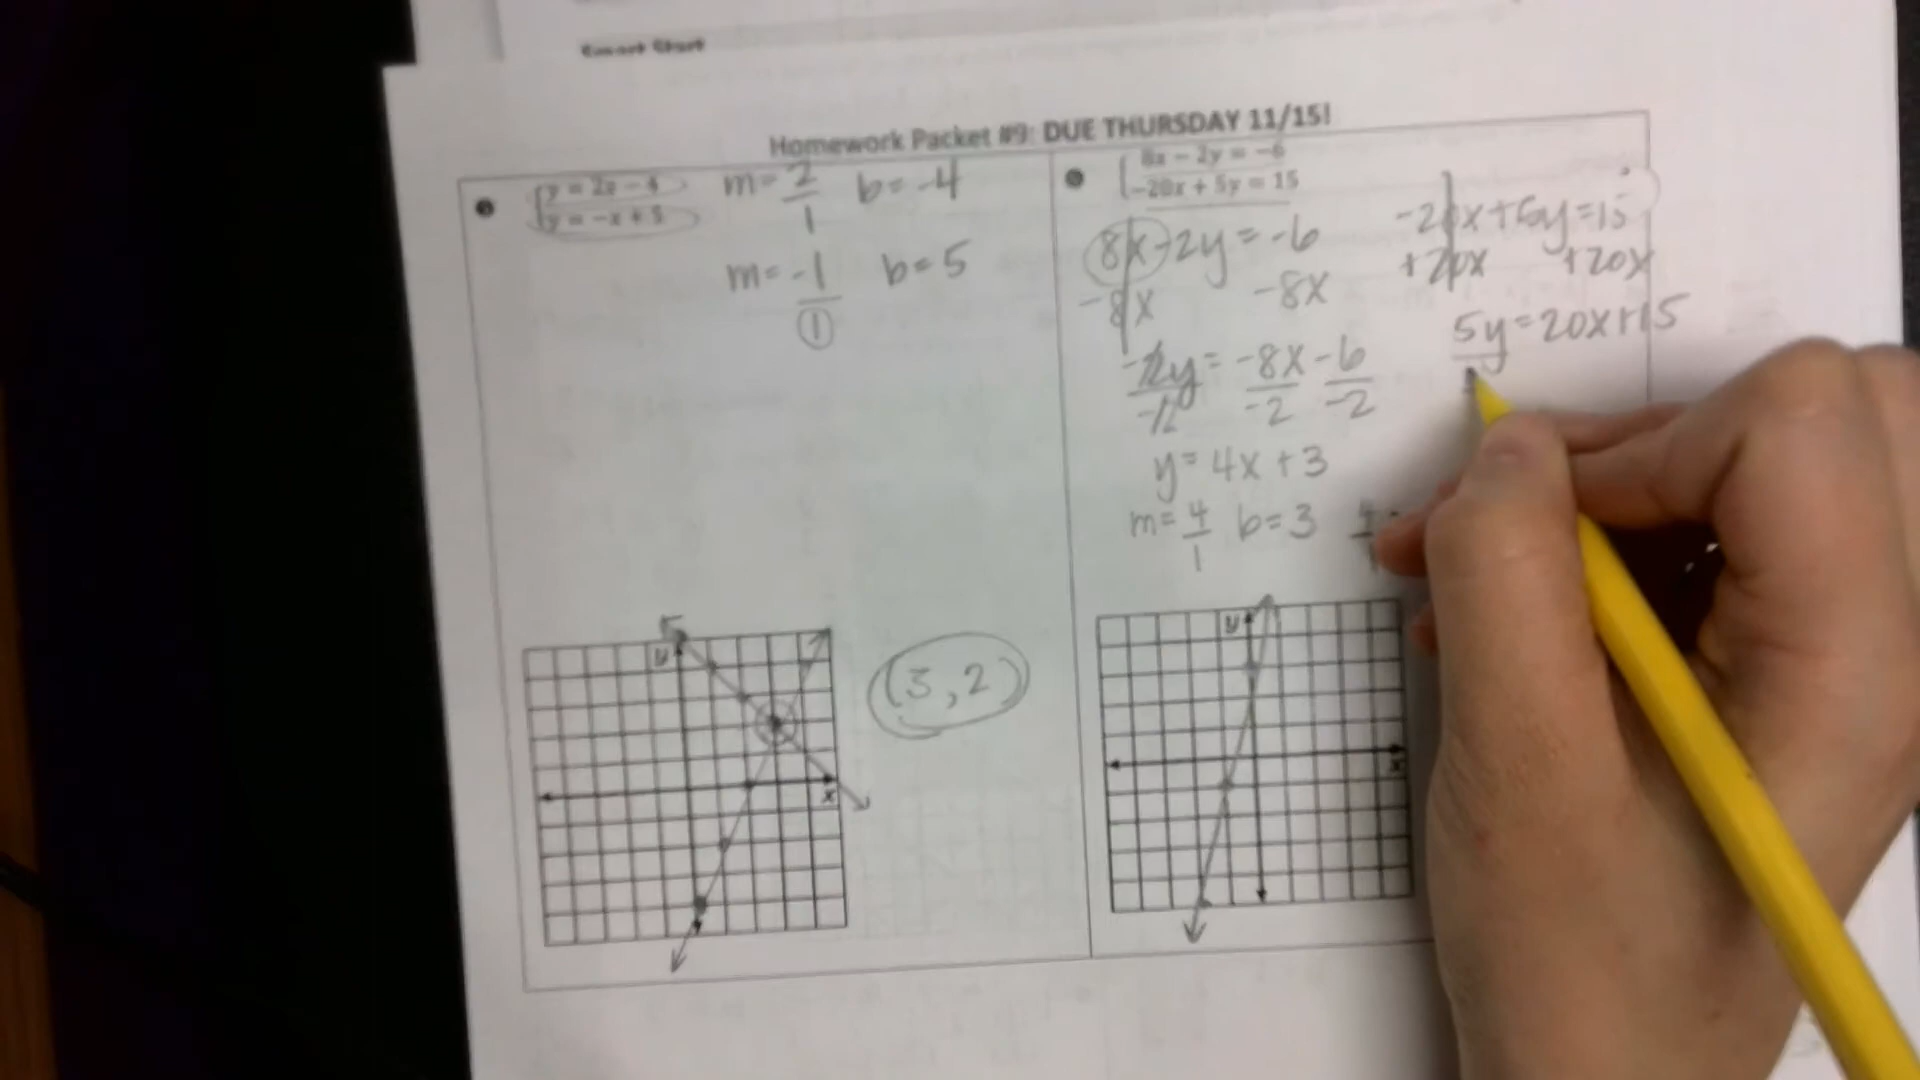 Smart Start
Homework Packet #9: DUE THURSDAY 11/15!
y = 2x - 4
y = -x + 5
m = 2/1 b = -4
m = -1/1 b = 5
(3, 2)
y
x
8x - 2y = -6
-20x + 5y = 15
8x - 2y = -6
-8x -8x
-2y/-2 = -8x/-2 - 6/-2
y = 4x + 3
m = 4/1 b = 3
-20x + 5y = 15
+20x +20x
5y = 20x + 15
y
x